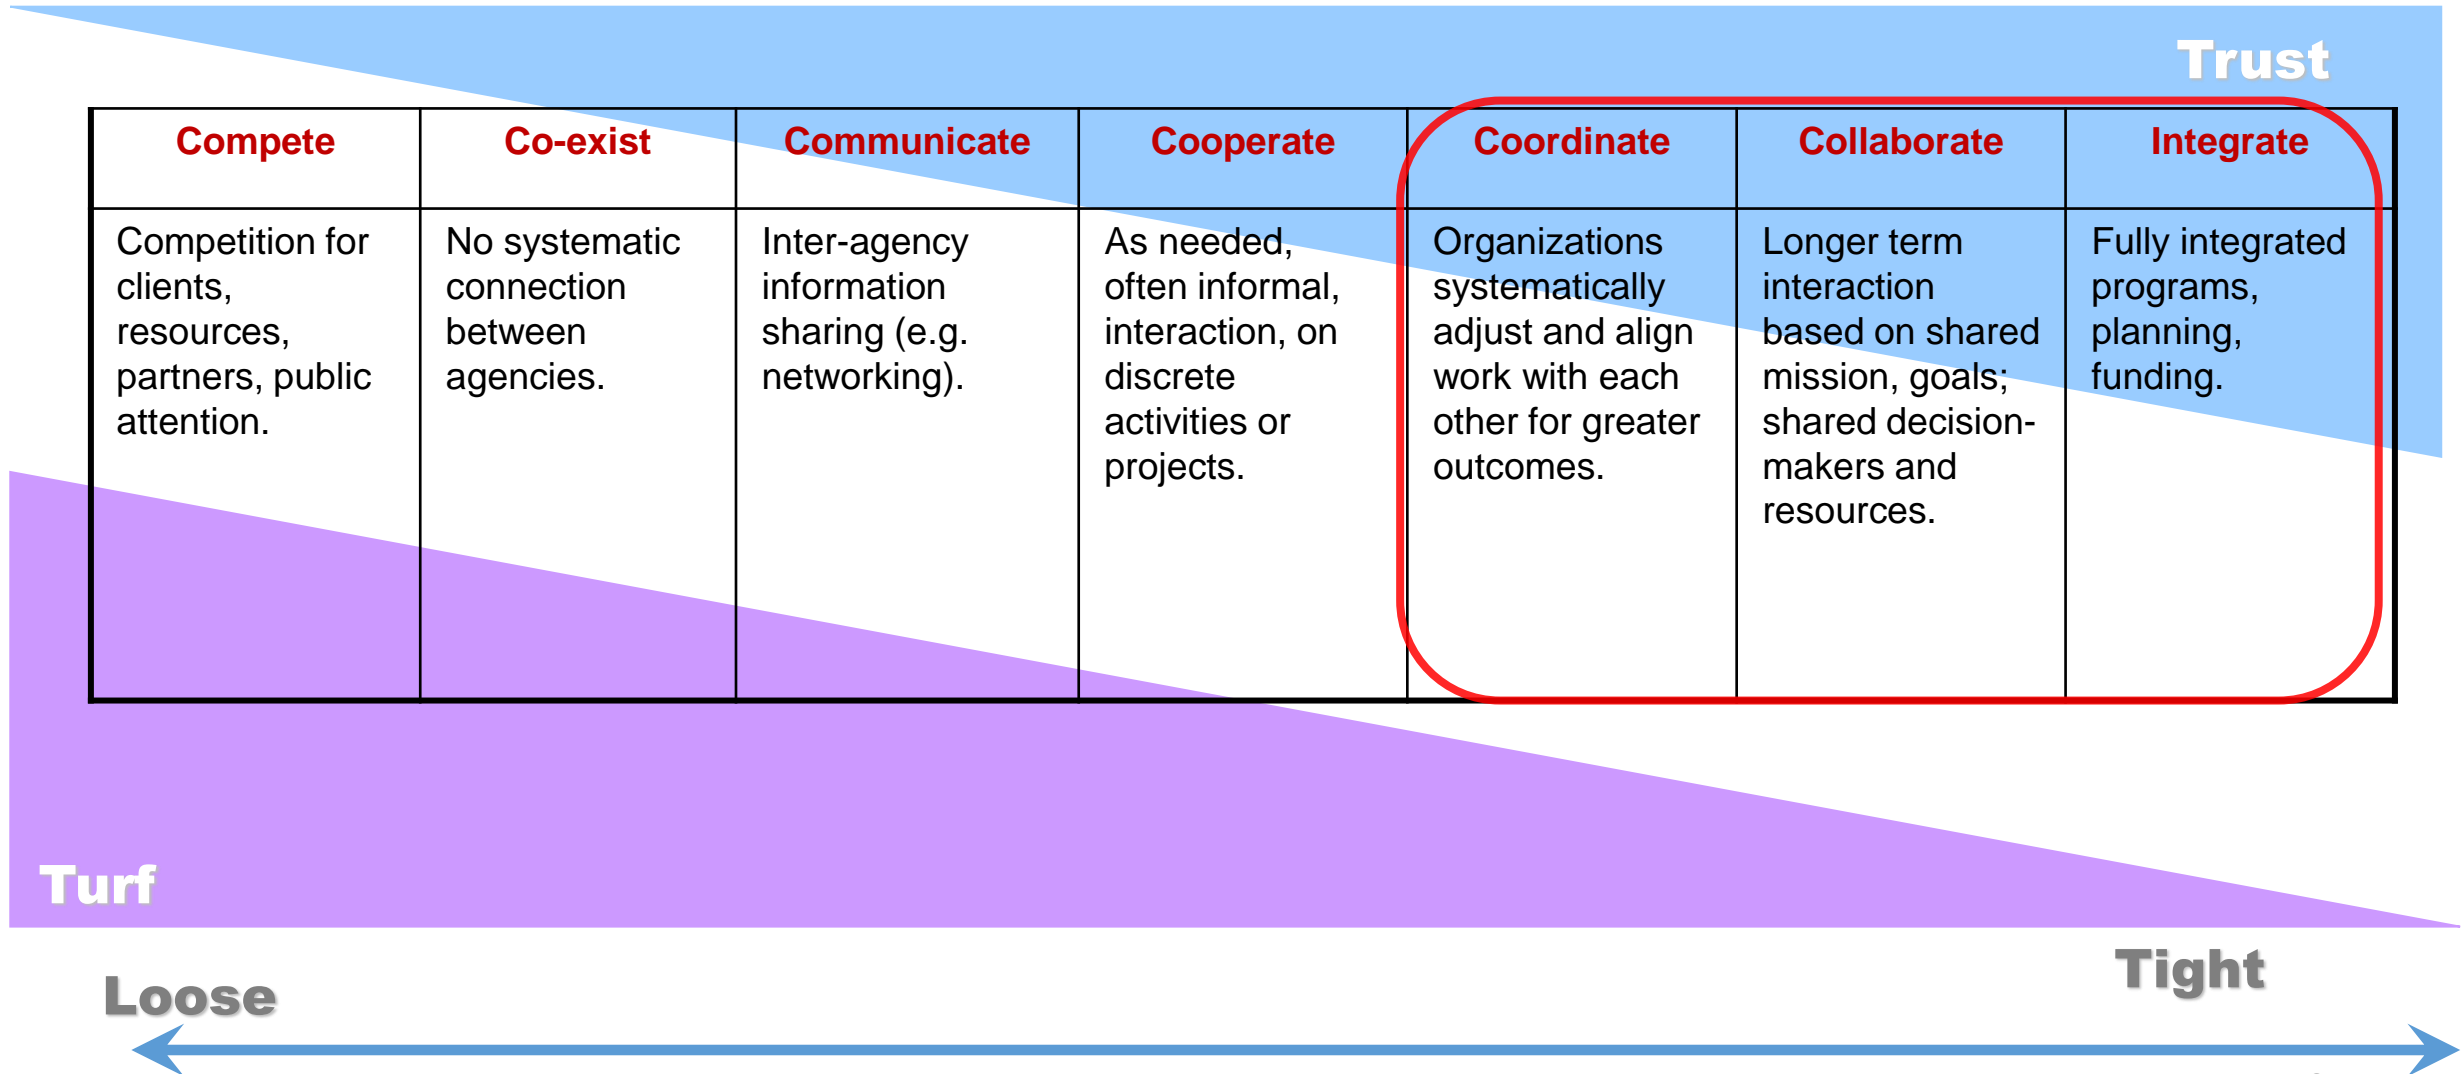 Trust
Compete
Co-exist
Communicate
Cooperate
Coordinate
Collaborate
Integrate
Competition for
clients,
resources,
partners, public
attention.
No systematic
connection
between
agencies.
Inter-agency
information
sharing (e.g.
networking).
As needed,
often informal,
interaction, on
discrete
activities or
projects.
Organizations
systematically
adjust and align
work with each
other for greater
outcomes.
Longer term
interaction
based on shared
mission, goals;
shared decision-
makers and
resources.
Fully integrated
programs,
planning,
funding.
Turf
Loose
Tight